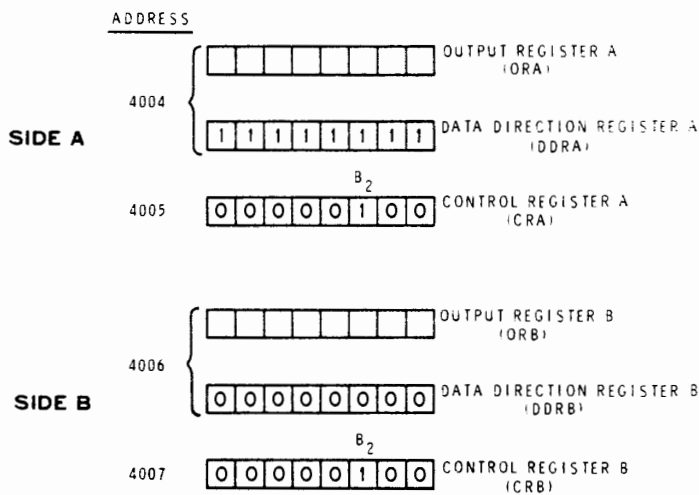 ADDRESS
OUTPUT REGISTER A
(ORA)
4004
SIDE A
1 1 1 1 1 1 1 1
DATA DIRECTION REGISTER A
(DDRA)
B2
4005
0 0 0 0 0 1 0 0
CONTROL REGISTER A
(CRA)
OUTPUT REGISTER B
(ORB)
4006
SIDE B
0 0 0 0 0 0 0 0
DATA DIRECTION REGISTER B
(DDRB)
B2
4007
0 0 0 0 0 1 0 0
CONTROL REGISTER B
(CRB)